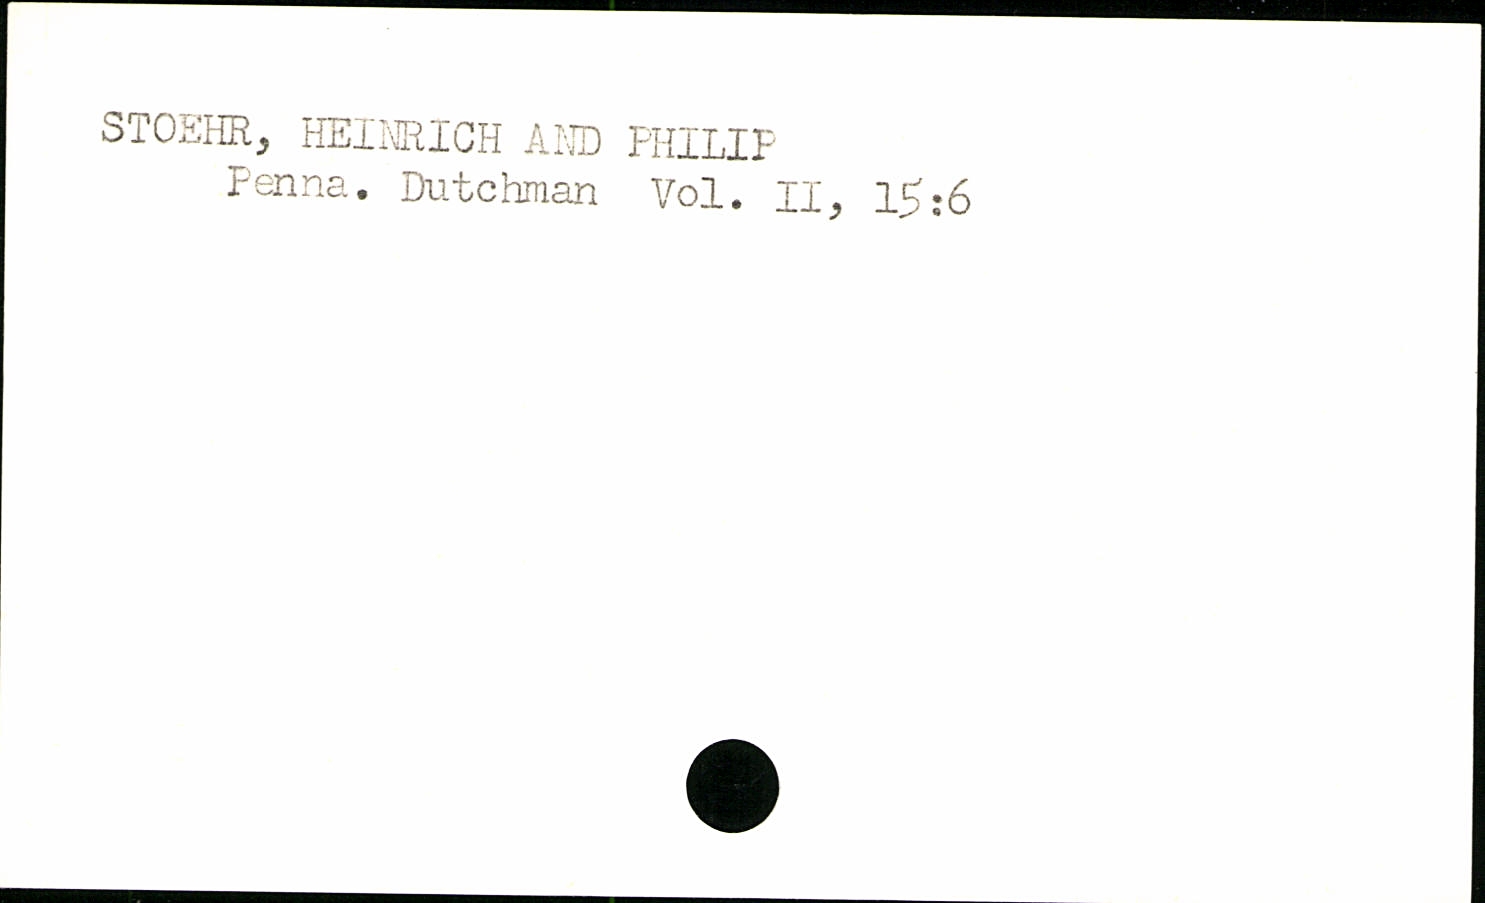 STOEHR, HEINRICH AND PHILIP
Penna. Dutchman Vol. II, 15:6